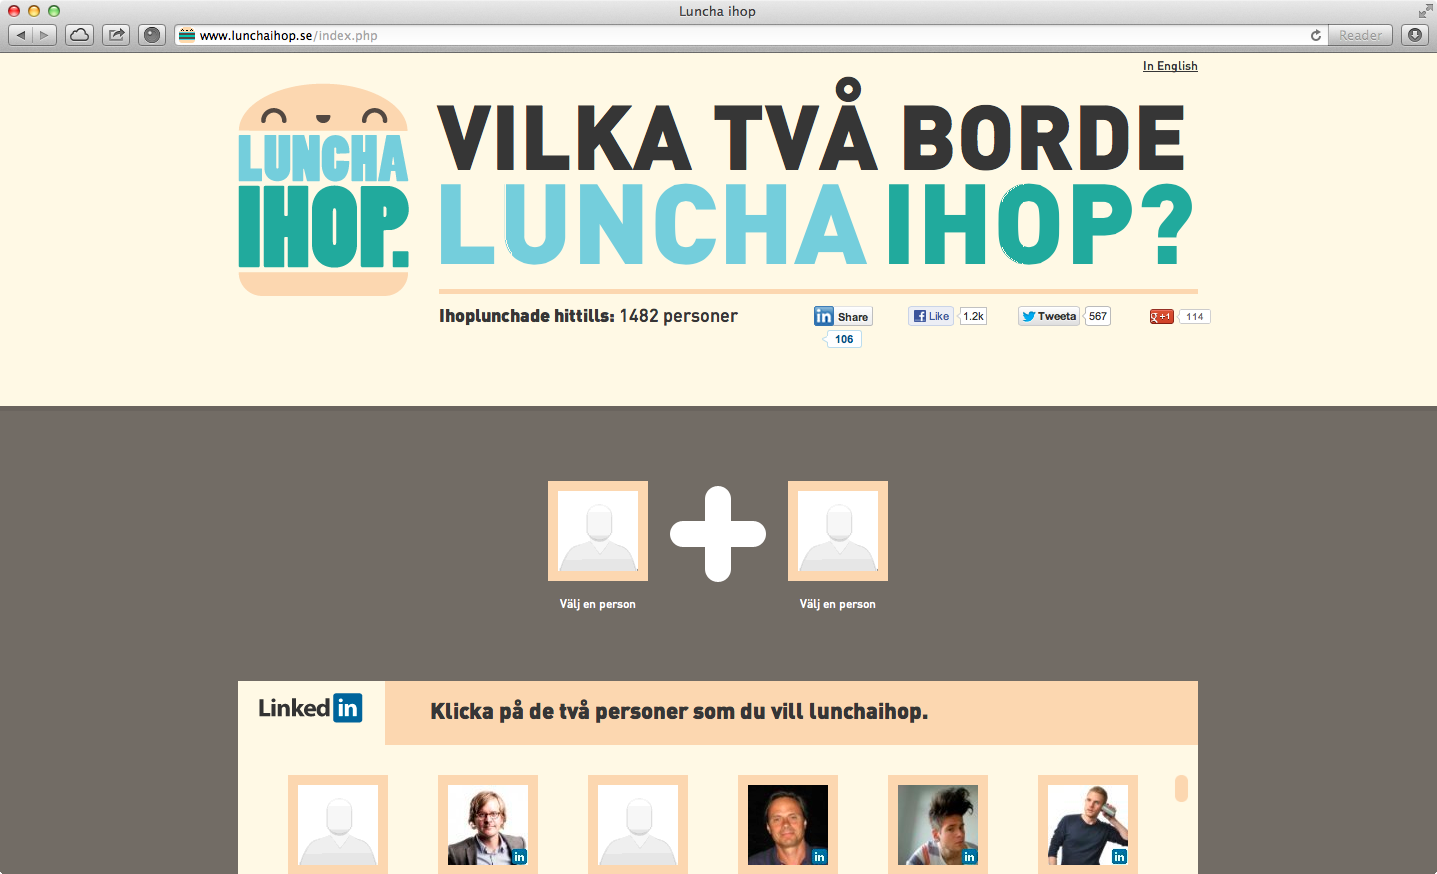 Luncha ihop
www.lunchaihop.se/index.php
Reader
In English
LUNCHA
IHOP.
VILKA TVÅ BORDE
LUNCHA IHOP?
Ihoplunchade hittills: 1482 personer
in Share
106
Like 1.2k
Tweeta 567
g +1 114
Välj en person
Välj en person
Linked in
Klicka på de två personer som du vill lunchaihop.
in
in
in
in